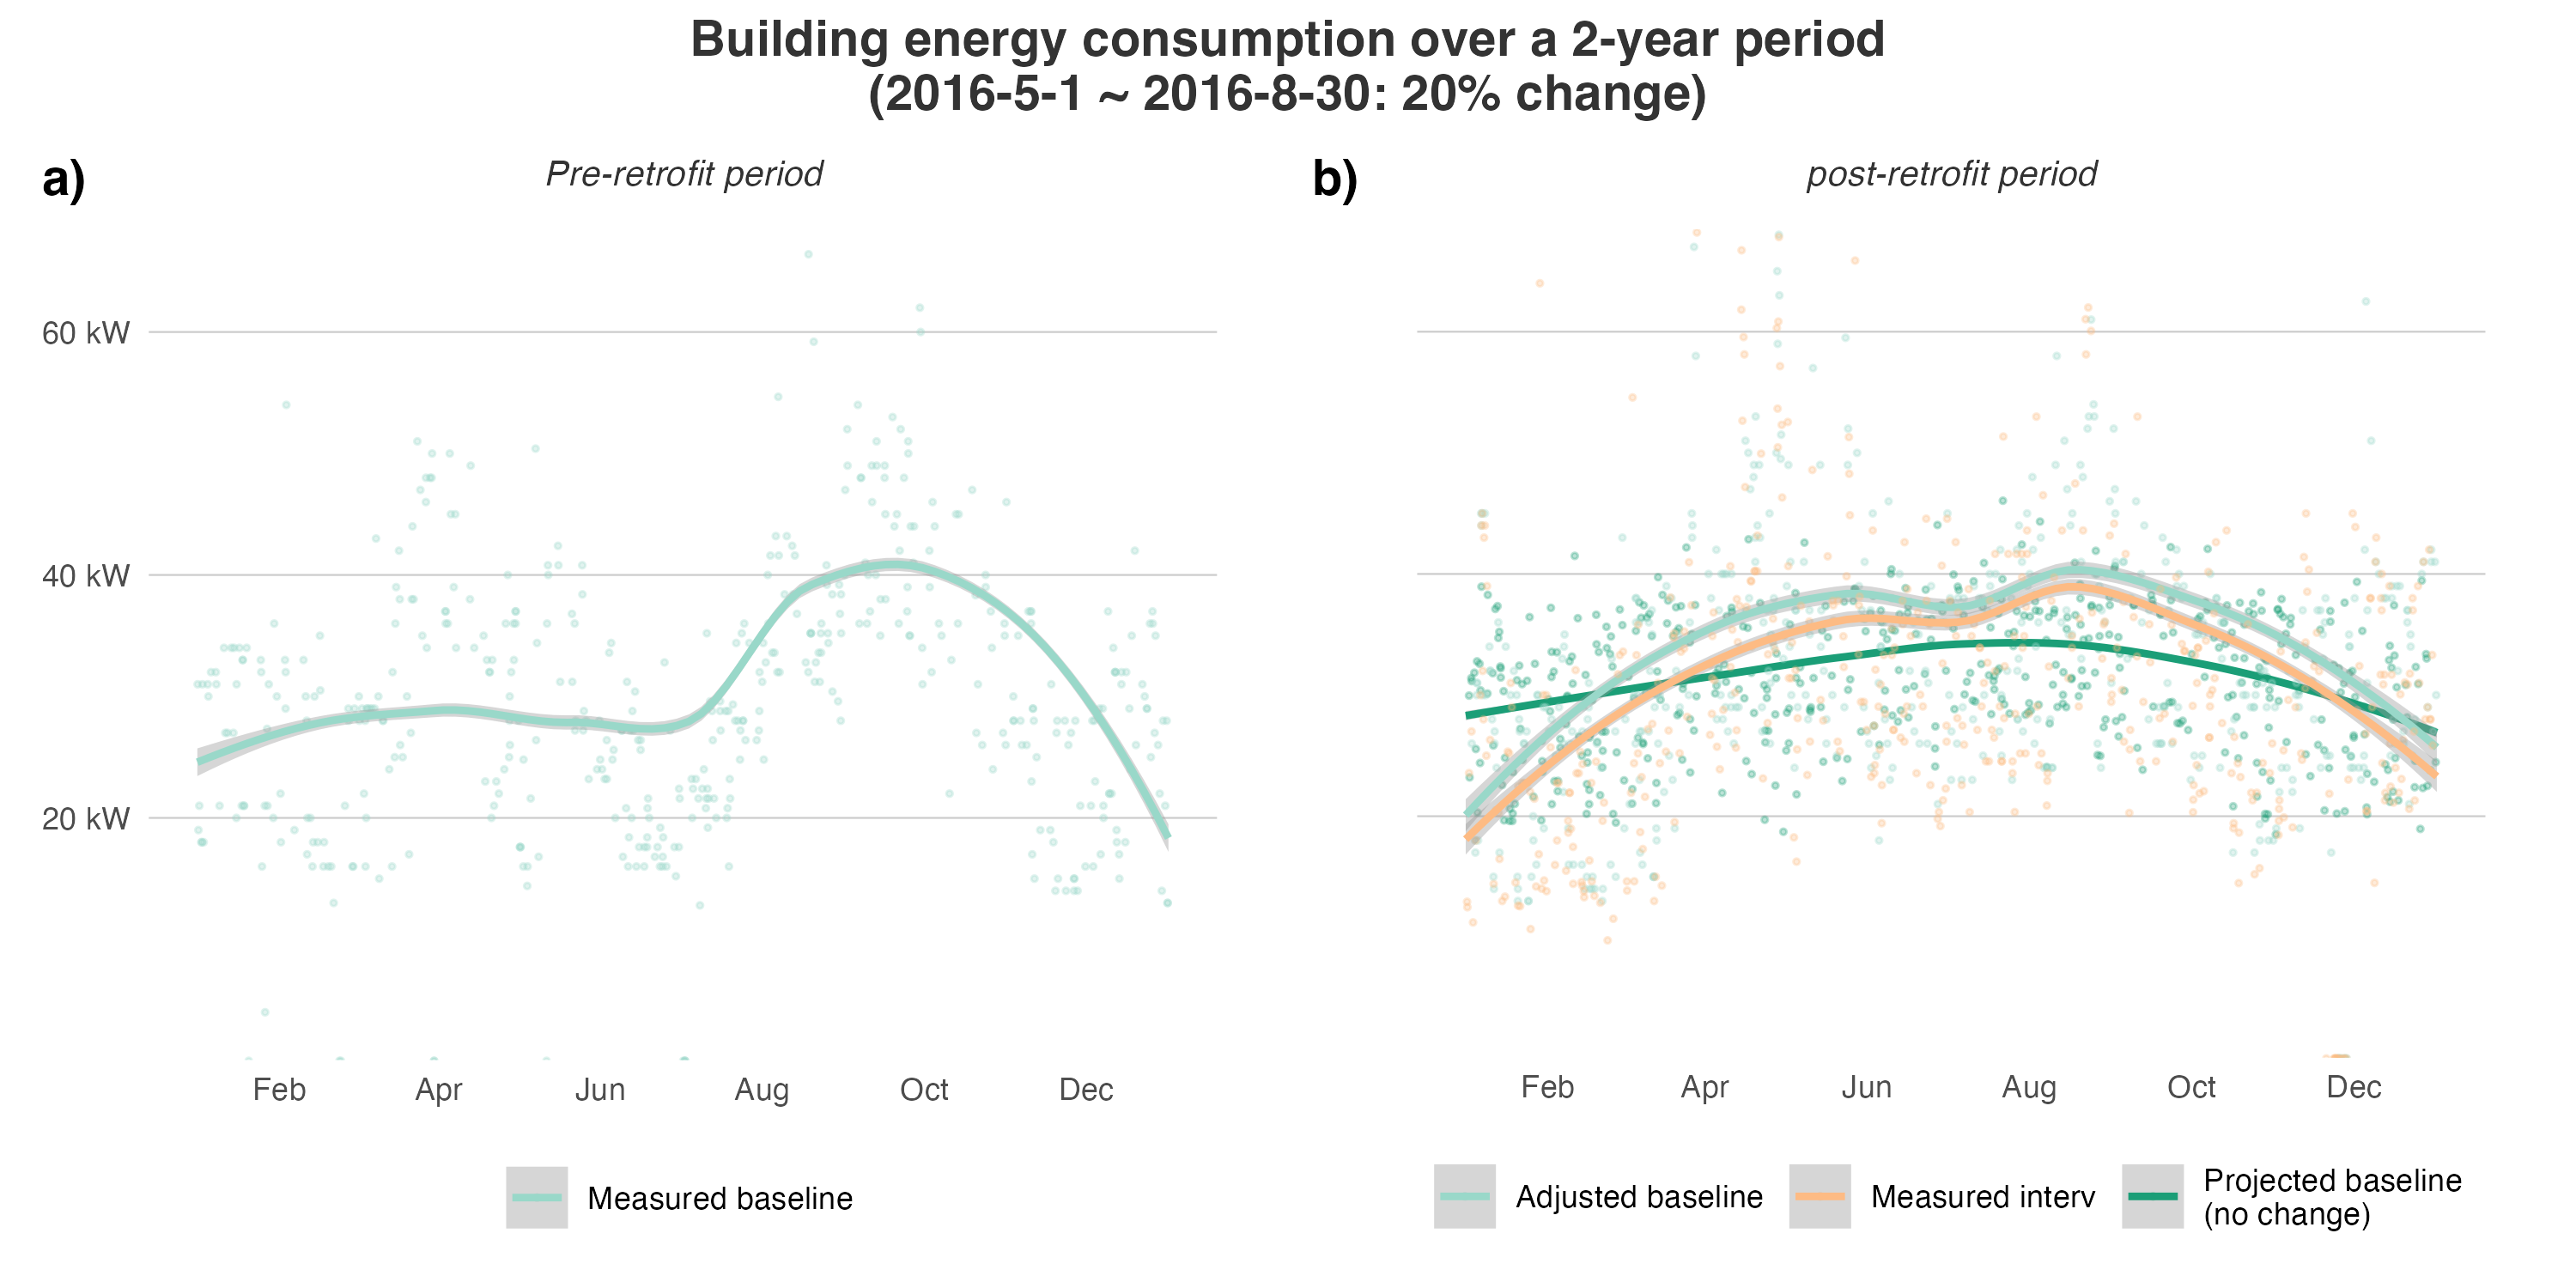 Building energy consumption over a 2-year period
(2016-5-1 ~ 2016-8-30: 20% change)
a)
Pre-retrofit period
60 kW
40 kW
20 kW
Feb Apr Jun Aug Oct Dec
Measured baseline
b)
post-retrofit period
Feb Apr Jun Aug Oct Dec
Adjusted baseline
Measured interv
Projected baseline
(no change)